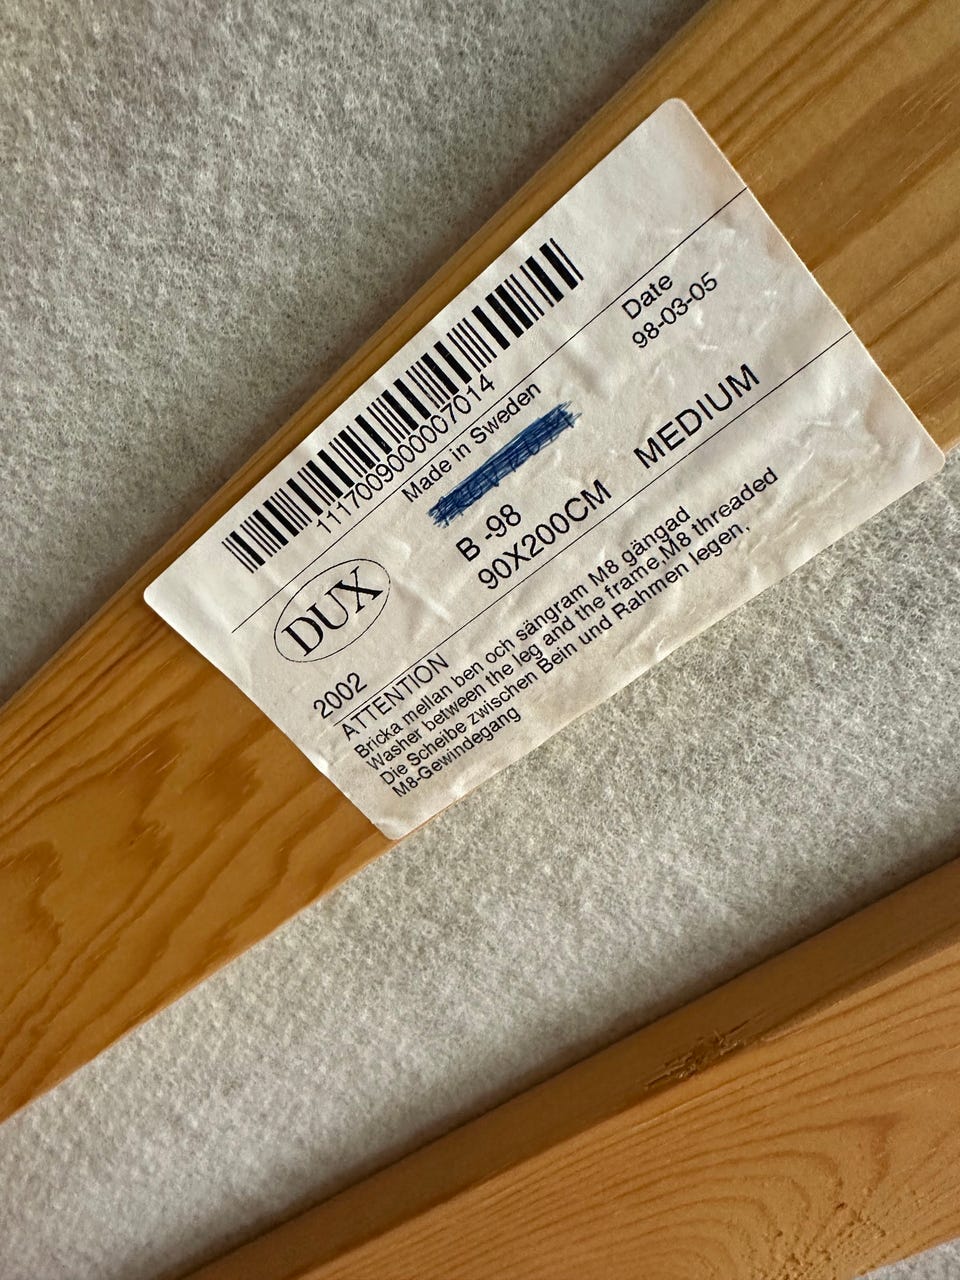 1117009000007014
Made in Sweden
Date
98-03-05
DUX
B-98
90X200CM
MEDIUM
2002
ATTENTION
Bricka mellan ben och sängram M8 gängad
Washer between the leg and the frame,M8 threaded
Die Scheibe zwischen Bein und Rahmen legen,
M8-Gewindegang